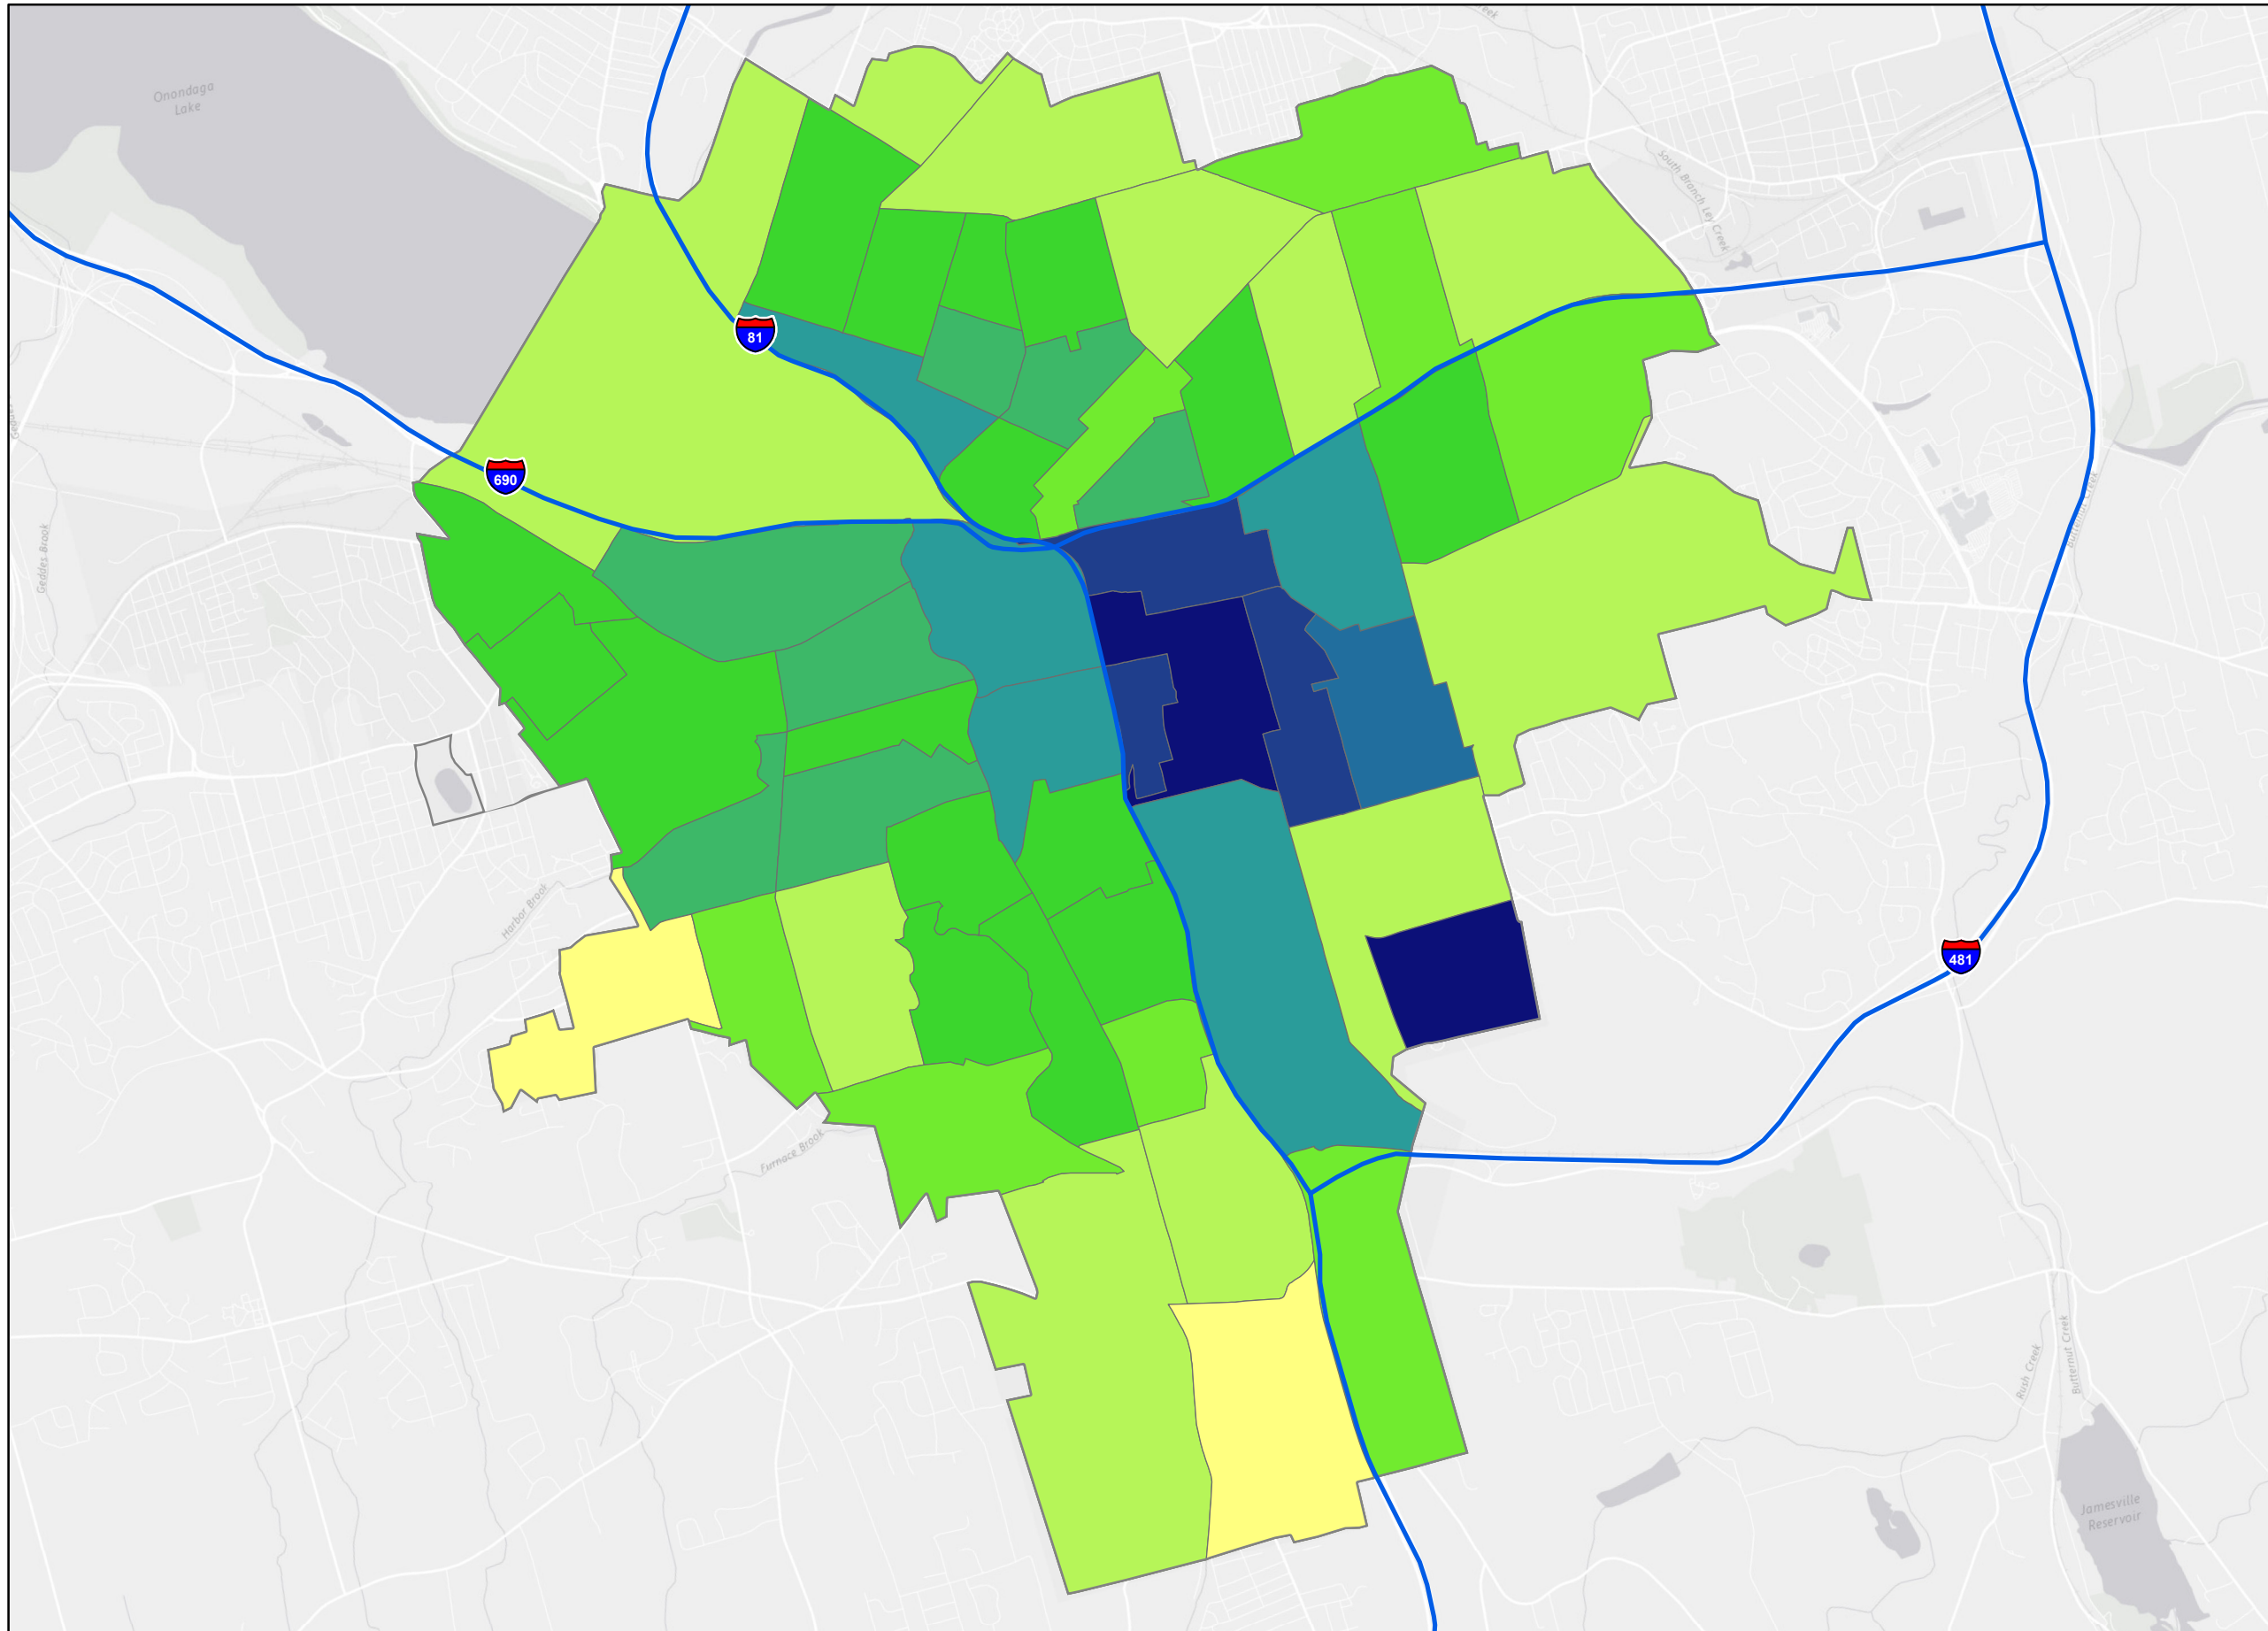 Onondaga
Lake
South Branch Ley Creek
81
690
Geddes Brook
Harbor Brook
481
Furnace Brook
Rush Creek
Butternut Creek
Jamesville
Reservoir